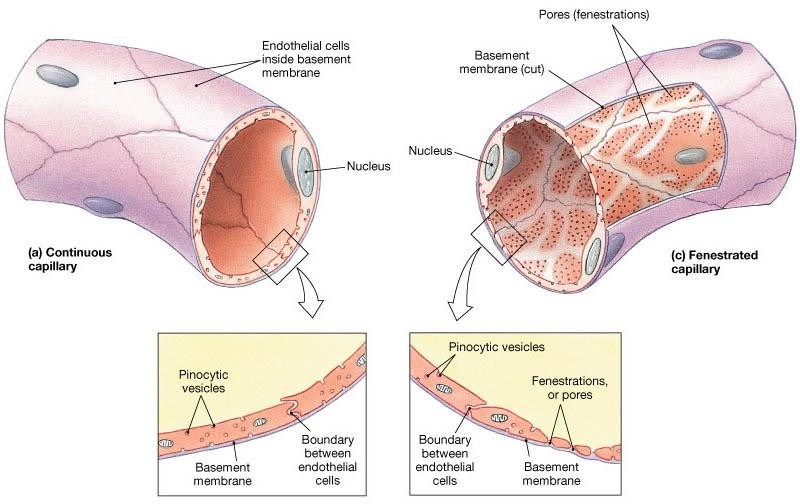 Endothelial cells
inside basement
membrane
Nucleus
(a) Continuous
capillary
Pinocytic
vesicles
Basement
membrane
Boundary
between
endothelial
cells
Pores (fenestrations)
Basement
membrane (cut)
Nucleus
(c) Fenestrated
capillary
Pinocytic vesicles
Fenestrations,
or pores
Boundary
between
endothelial
cells
Basement
membrane